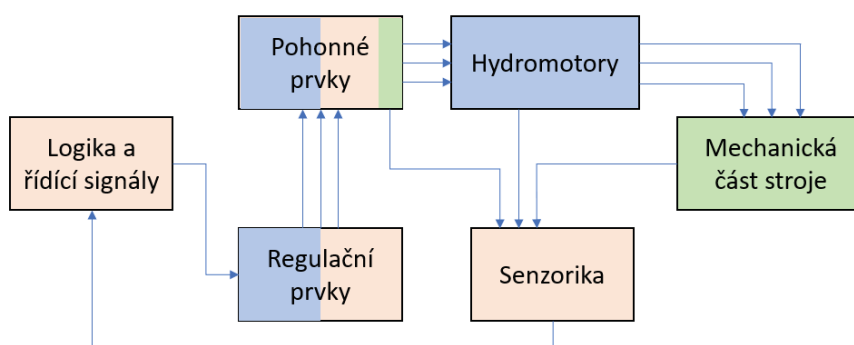 Pohonné
prvky
Hydromotory
Logika a
řídící signály
Mechanická
část stroje
Regulační
prvky
Senzorika